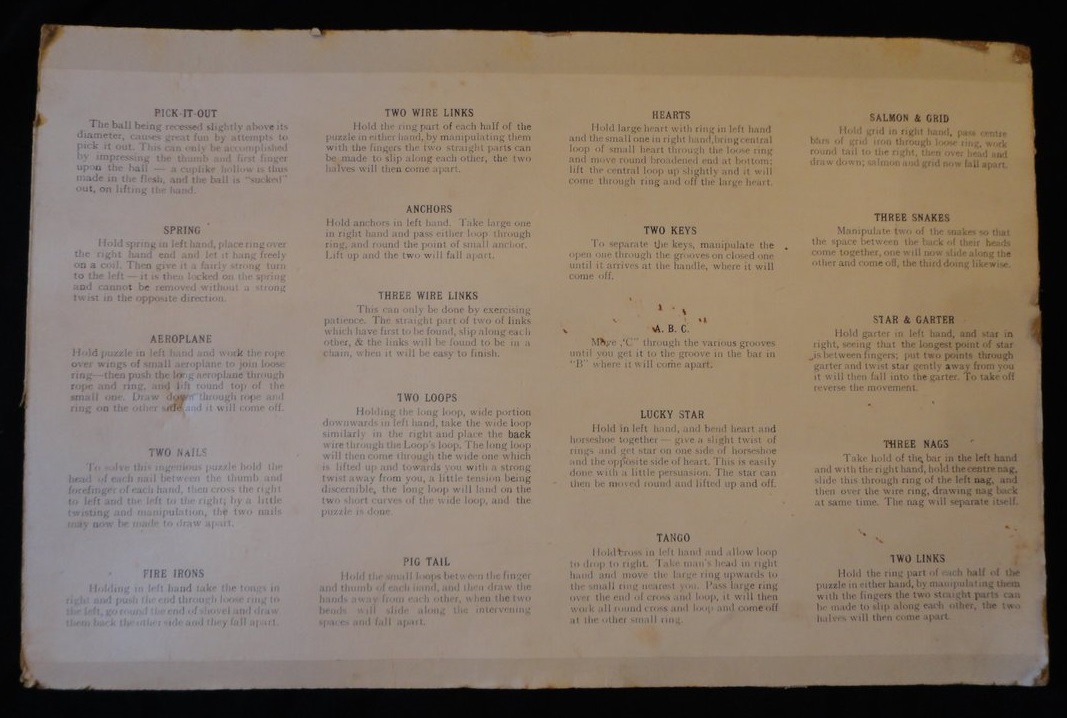 PICK-IT-OUT
The ball being recessed slightly above its
diameter, causes great fun by attempts to
pick it out. This can only be accomplished
by impressing the thumb and first finger
upon the ball — a cuplike hollow is thus
made in the flesh, and the ball is "sucked"
out, on lifting the hand.
SPRING
Hold spring in left hand, place ring over
the right hand end and let it hang freely
on a coil. Then give it a fairly strong turn
to the left — it is then locked on the spring
and cannot be removed without a strong
twist in the opposite direction.
AEROPLANE
Hold puzzle in left hand and work the rope
over wings of small aeroplane to join loose
ring—then push the long aeroplane through
rope and ring, and lift round top of the
small one. Draw down through rope and
ring on the other side and it will come off.
TWO NAILS
To solve this ingenious puzzle hold the
head of each nail between the thumb and
forefinger of each hand, then cross the right
to left and the left to the right; by a little
twisting and manipulation, the two nails
may now be made to draw apart.
FIRE IRONS
Holding in left hand take the tongs in
right and push the end through loose ring to
the left, go round the end of shovel and draw
them back the other side and they fall apart.
TWO WIRE LINKS
Hold the ring part of each half of the
puzzle in either hand, by manipulating them
with the fingers the two straight parts can
be made to slip along each other, the two
halves will then come apart.
ANCHORS
Hold anchors in left hand. Take large one
in right hand and pass either loop through
ring, and round the point of small anchor.
Lift up and the two will fall apart.
THREE WIRE LINKS
This can only be done by exercising
patience. The straight part of two of links
which have first to be found, slip along each
other, & the links will be found to be in a
chain, when it will be easy to finish.
TWO LOOPS
Holding the long loop, wide portion
downwards in left hand, take the wide loop
similarly in the right and place the back
wire through the Loop's loop. The long loop
will then come through the wide one which
is lifted up and towards you with a strong
twist away from you, a little tension being
discernible, the long loop will land on the
two short curves of the wide loop, and the
puzzle is done.
PIG TAIL
Hold the small loops between the finger
and thumb of each hand, and then draw the
hands away from each other, when the two
beads will slide along the intervening
spaces and fall apart.
HEARTS
Hold large heart with ring in left hand
and the small one in right hand, bring central
loop of small heart through the loose ring
and move round broadened end at bottom;
lift the central loop up slightly and it will
come through ring and off the large heart.
TWO KEYS
To separate the keys, manipulate the
open one through the grooves on closed one
until it arrives at the handle, where it will
come off.
A. B. C.
Move "C" through the various grooves
until you get it to the groove in the bar in
"B" where it will come apart.
LUCKY STAR
Hold in left hand, and bend heart and
horseshoe together — give a slight twist of
rings and get star on one side of horseshoe
and the opposite side of heart. This is easily
done with a little persuasion. The star can
then be moved round and lifted up and off.
TANGO
Hold cross in left hand and allow loop
to drop to right. Take man's head in right
hand and move the large ring upwards to
the small ring nearest you. Pass large ring
over the end of cross and loop, it will then
work all round cross and loop and come off
at the other small ring.
SALMON & GRID
Hold grid in right hand, pass centre
bars of grid iron through loose ring, work
round tail to the right, then over head and
draw down; salmon and grid now fall apart.
THREE SNAKES
Manipulate two of the snakes so that
the space between the back of their heads
come together, one will now slide along the
other and come off, the third doing likewise.
STAR & GARTER
Hold garter in left hand, and star in
right, seeing that the longest point of star
is between fingers; put two points through
garter and twist star gently away from you
it will then fall into the garter. To take off
reverse the movement.
THREE NAGS
Take hold of the bar in the left hand
and with the right hand, hold the centre nag,
slide this through ring of the left nag, and
then over the wire ring, drawing nag back
at same time. The nag will separate itself.
TWO LINKS
Hold the ring part of each half of the
puzzle in either hand, by manipulating them
with the fingers the two straight parts can
be made to slip along each other, the two
halves will then come apart.